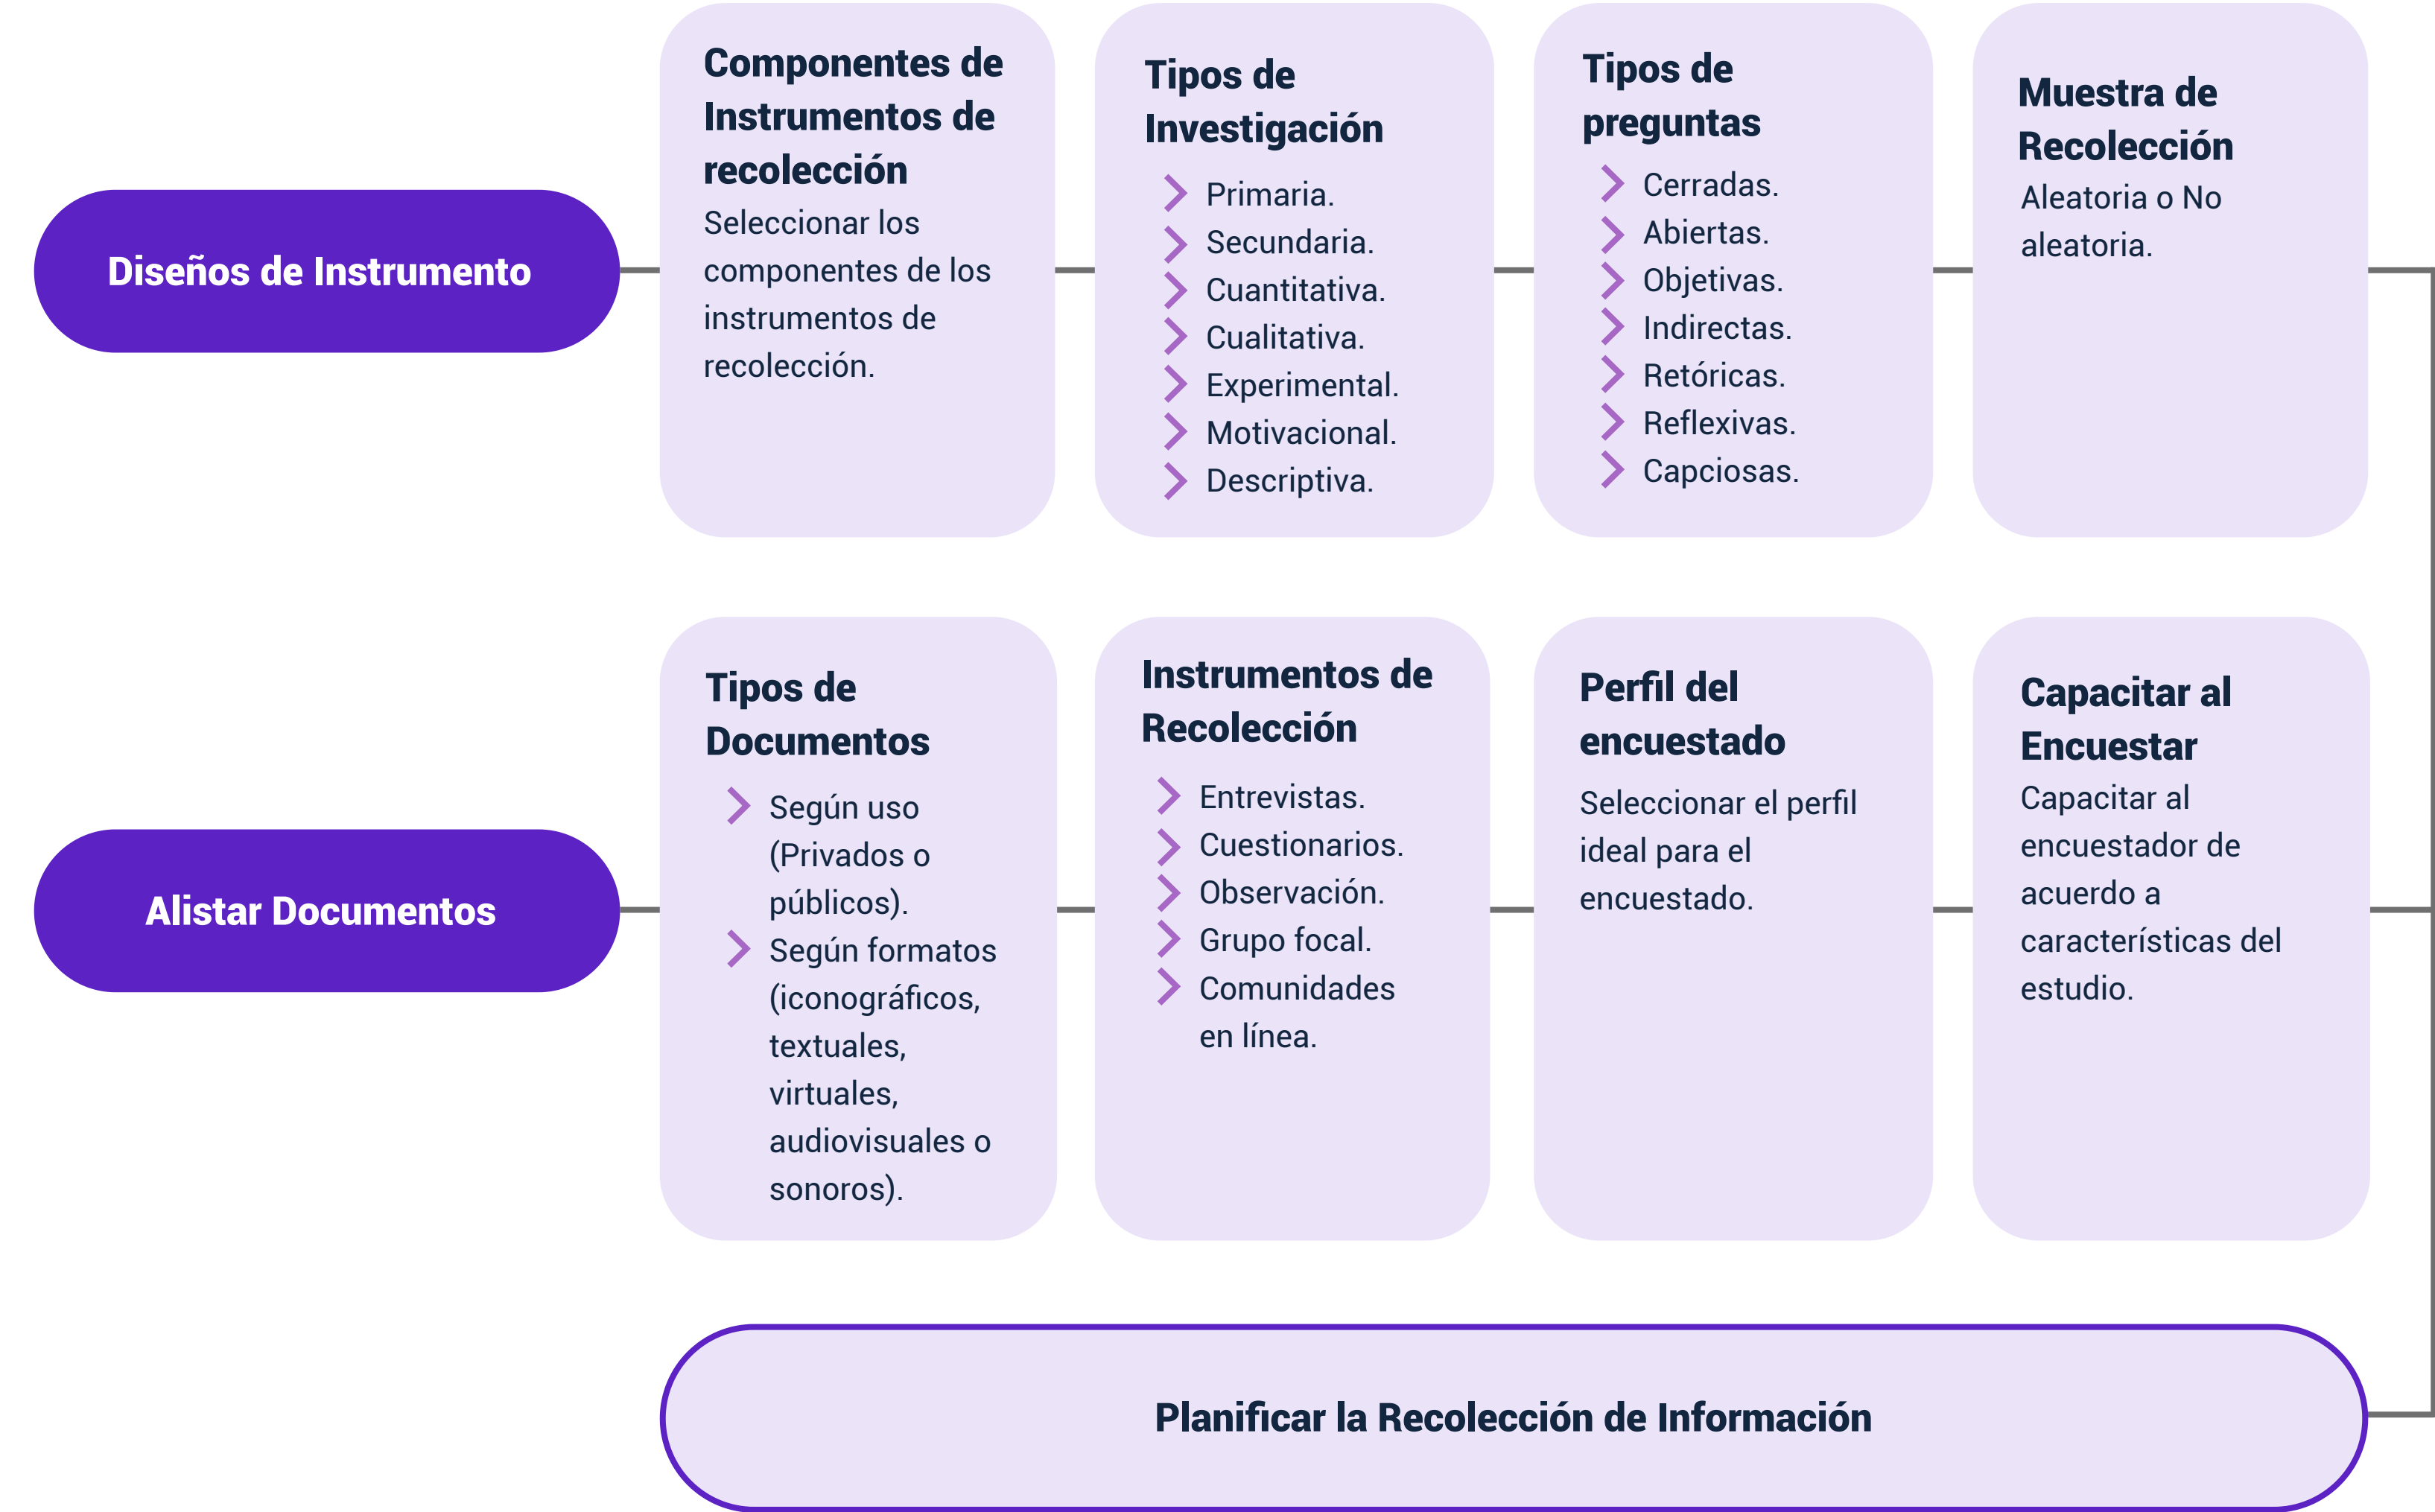 Diseños de Instrumento
Componentes de
Instrumentos de
recolección
Seleccionar los
componentes de los
instrumentos de
recolección.
Tipos de
Investigación
Primaria.
Secundaria.
Cuantitativa.
Cualitativa.
Experimental.
Motivacional.
Descriptiva.
Tipos de
preguntas
Cerradas.
Abiertas.
Objetivas.
Indirectas.
Retóricas.
Reflexivas.
Capciosas.
Muestra de
Recolección
Aleatoria o No
aleatoria.
Alistar Documentos
Tipos de
Documentos
Según uso
(Privados o
públicos).
Según formatos
(iconográficos,
textuales,
virtuales,
audiovisuales o
sonoros).
Instrumentos de
Recolección
Entrevistas.
Cuestionarios.
Observación.
Grupo focal.
Comunidades
en línea.
Perfil del
encuestado
Seleccionar el perfil
ideal para el
encuestado.
Capacitar al
Encuestar
Capacitar al
encuestador de
acuerdo a
características del
estudio.
Planificar la Recolección de Información